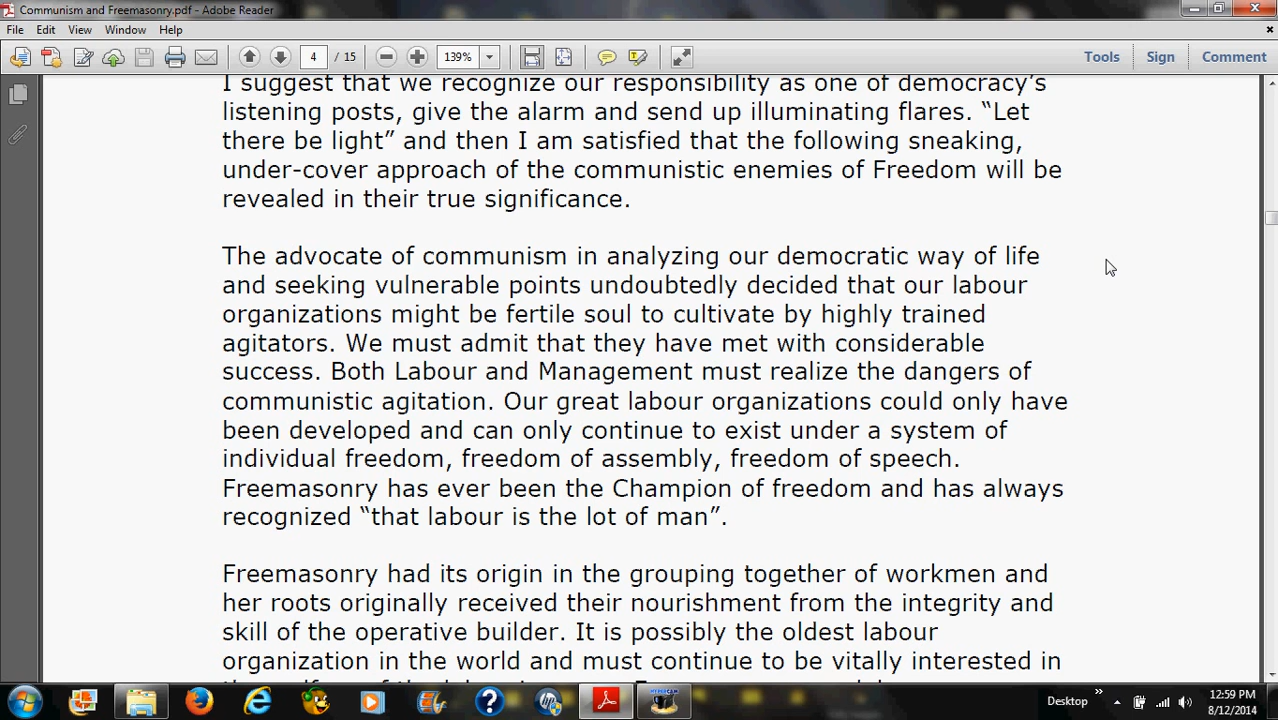 Communism and Freemasonry.pdf - Adobe Reader
File Edit View Window Help
4 / 15 139% Tools Sign Comment
I suggest that we recognize our responsibility as one of democracy’s
listening posts, give the alarm and send up illuminating flares. “Let
there be light” and then I am satisfied that the following sneaking,
under-cover approach of the communistic enemies of Freedom will be
revealed in their true significance.
The advocate of communism in analyzing our democratic way of life
and seeking vulnerable points undoubtedly decided that our labour
organizations might be fertile soul to cultivate by highly trained
agitators. We must admit that they have met with considerable
success. Both Labour and Management must realize the dangers of
communistic agitation. Our great labour organizations could only have
been developed and can only continue to exist under a system of
individual freedom, freedom of assembly, freedom of speech.
Freemasonry has ever been the Champion of freedom and has always
recognized “that labour is the lot of man”.
Freemasonry had its origin in the grouping together of workmen and
her roots originally received their nourishment from the integrity and
skill of the operative builder. It is possibly the oldest labour
organization in the world and must continue to be vitally interested in
Desktop 12:59 PM
8/12/2014